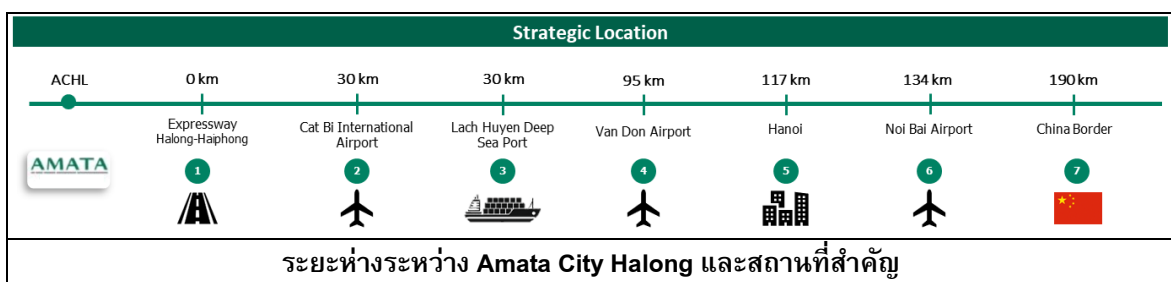 Strategic Location
ACHL
0 km
30 km
30 km
95 km
117 km
134 km
190 km
Expressway
Halong-Haiphong
Cat Bi International
Airport
Lach Huyen Deep
Sea Port
Van Don Airport
Hanoi
Noi Bai Airport
China Border
AMATA
1
2
3
4
5
6
7
ระยะห่างระหว่าง Amata City Halong และสถานที่สำคัญ